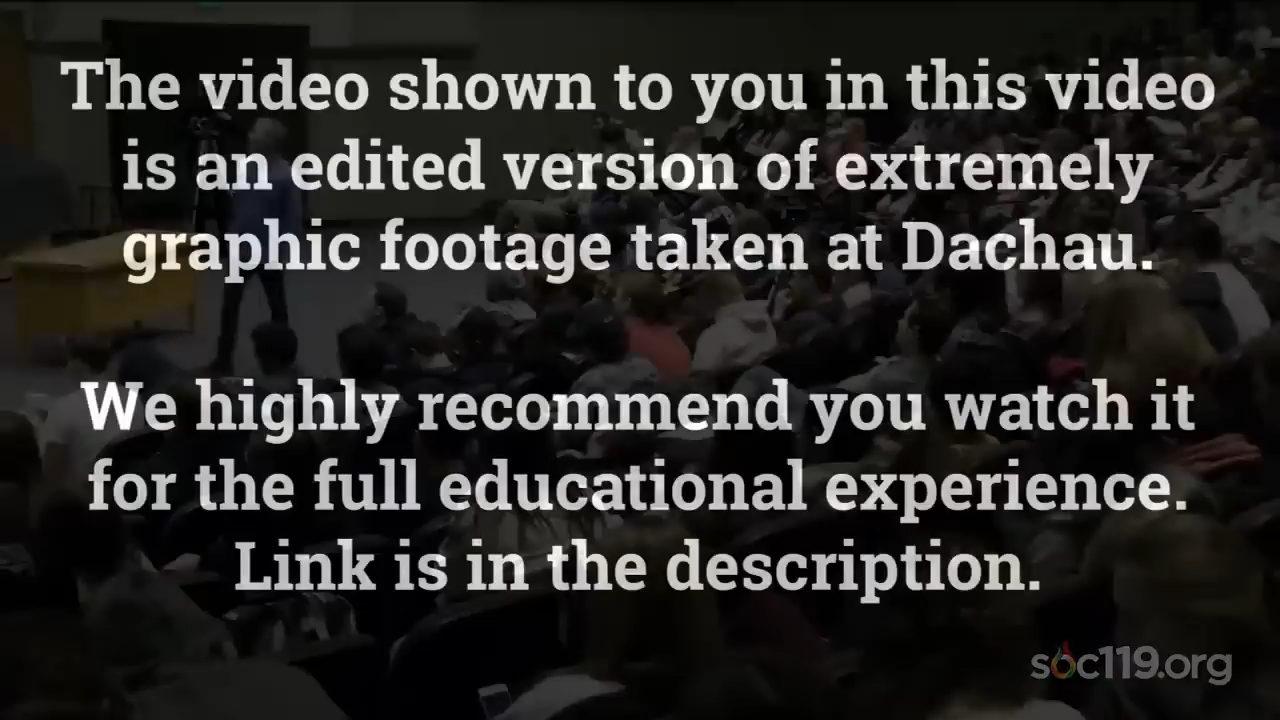 The video shown to you in this video
is an edited version of extremely
graphic footage taken at Dachau.
We highly recommend you watch it
for the full educational experience.
Link is in the description.
soc119.org